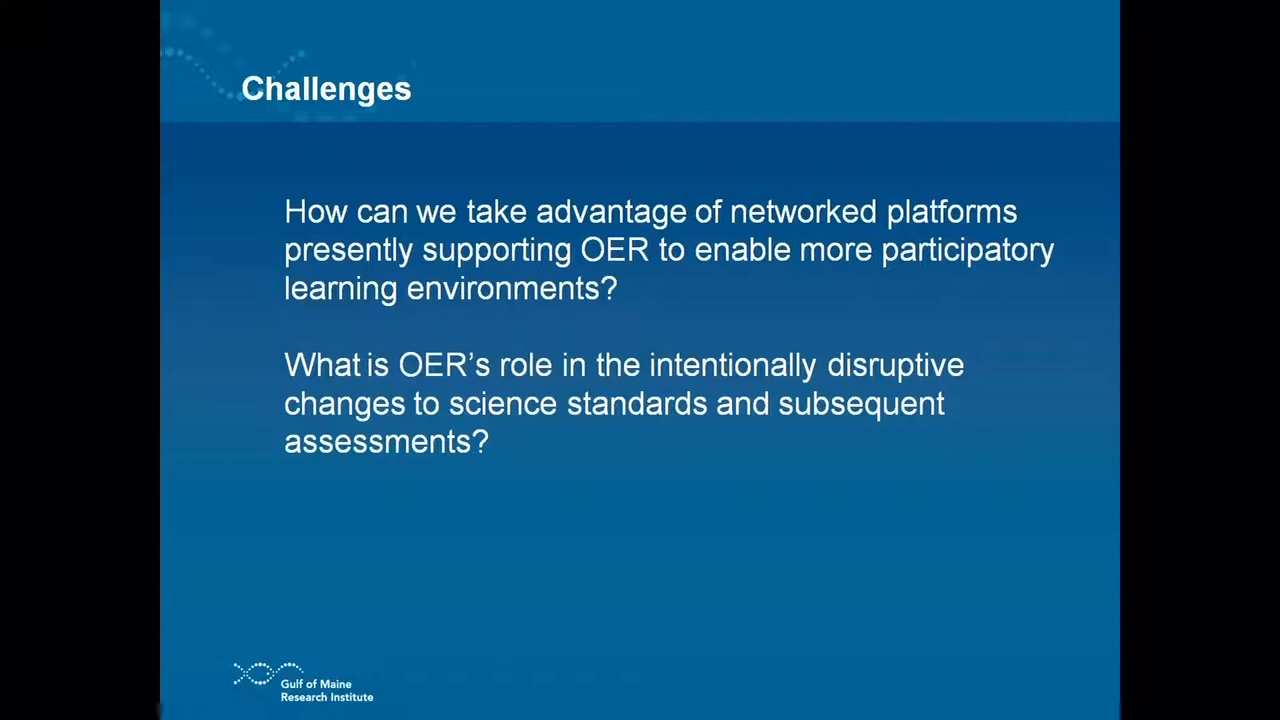 Challenges
How can we take advantage of networked platforms
presently supporting OER to enable more participatory
learning environments?
What is OER’s role in the intentionally disruptive
changes to science standards and subsequent
assessments?
Gulf of Maine
Research Institute